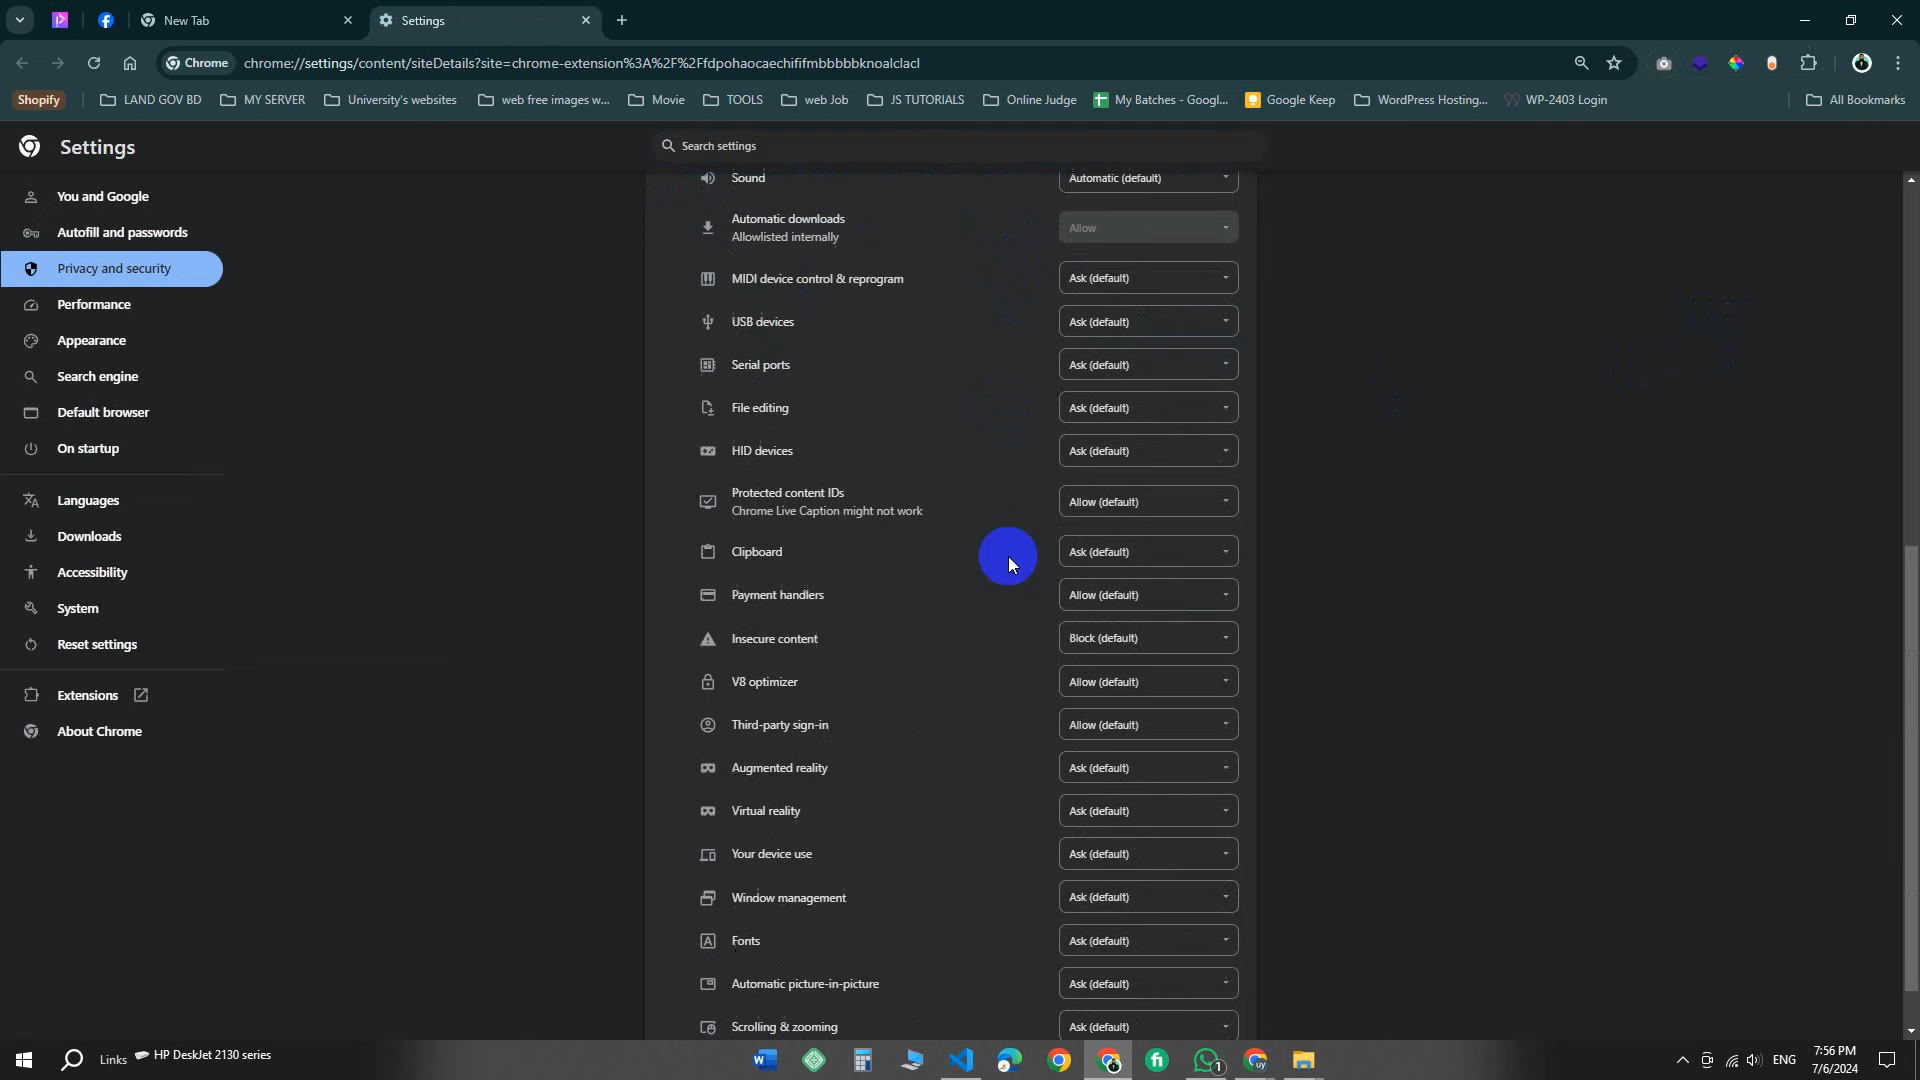 New Tab
Settings
Chrome
chrome://settings/content/siteDetails?site=chrome-extension%3A%2F%2Ffdpohaocaechififmbbbbbknoalclacl
Shopify
LAND GOV BD
MY SERVER
University's websites
web free images w...
Movie
TOOLS
web Job
JS TUTORIALS
Online Judge
My Batches - Googl...
Google Keep
WordPress Hosting...
WP-2403 Login
All Bookmarks
Settings
Search settings
You and Google
Autofill and passwords
Privacy and security
Performance
Appearance
Search engine
Default browser
On startup
Languages
Downloads
Accessibility
System
Reset settings
Extensions
About Chrome
Sound
Automatic (default)
Automatic downloads
Allowlisted internally
Allow
MIDI device control & reprogram
Ask (default)
USB devices
Ask (default)
Serial ports
Ask (default)
File editing
Ask (default)
HID devices
Ask (default)
Protected content IDs
Chrome Live Caption might not work
Allow (default)
Clipboard
Ask (default)
Payment handlers
Allow (default)
Insecure content
Block (default)
V8 optimizer
Allow (default)
Third-party sign-in
Allow (default)
Augmented reality
Ask (default)
Virtual reality
Ask (default)
Your device use
Ask (default)
Window management
Ask (default)
Fonts
Ask (default)
Automatic picture-in-picture
Ask (default)
Scrolling & zooming
Ask (default)
Links
HP DeskJet 2130 series
1
ENG
7:56 PM
7/6/2024